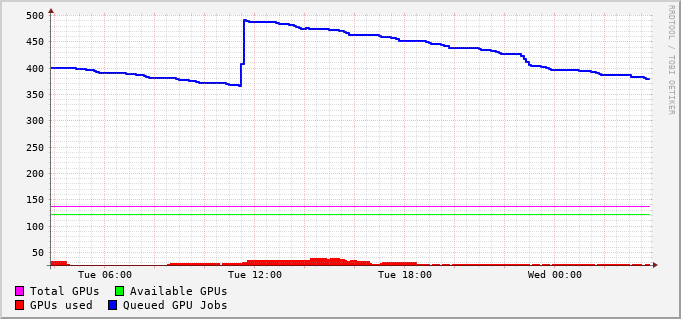 500
450
400
350
300
250
200
150
100
50
Tue 06:00 Tue 12:00 Tue 18:00 Wed 00:00
Total GPUs Available GPUs
GPUs used Queued GPU Jobs
RRDTOOL / TOBI OETIKER